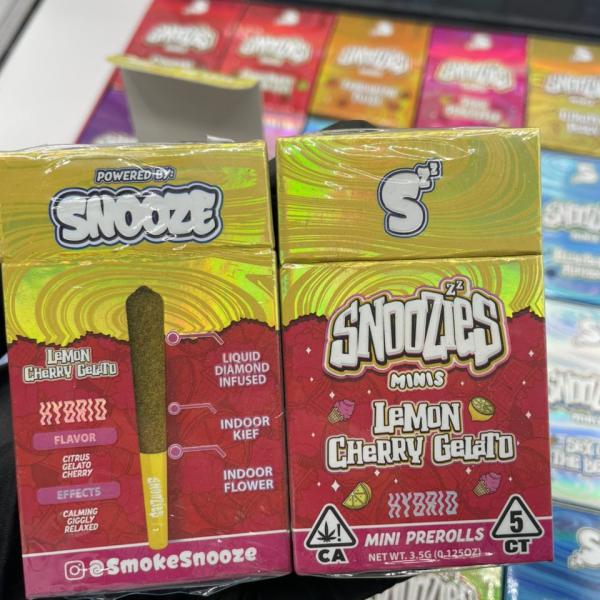 POWERED BY:
SNOOZE
LEMON
CHERRY GELATO
HYBRID
FLAVOR
CITRUS
GELATO
CHERRY
EFFECTS
CALMING
GIGGLY
RELAXED
LIQUID
DIAMOND
INFUSED
INDOOR
KIEF
INDOOR
FLOWER
@SmokeSnooze
Szz
zz
SNOOZIES
MINIS
LEMON
CHERRY GELATO
HYBRID
CA
MINI PREROLLS
NET WT. 3.5G (0.125OZ)
5
CT